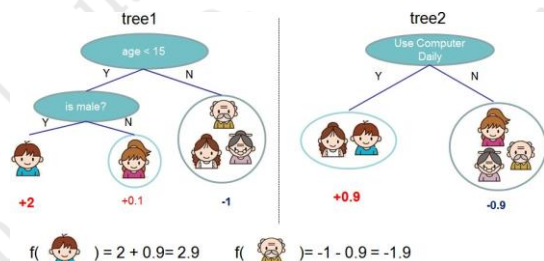 tree1
tree2
age < 15
Use Computer
Daily
Y
N
Y
N
is male?
Y
N
+2
+0.1
-1
+0.9
-0.9
f( ) = 2 + 0.9= 2.9
f( )= -1 - 0.9 = -1.9